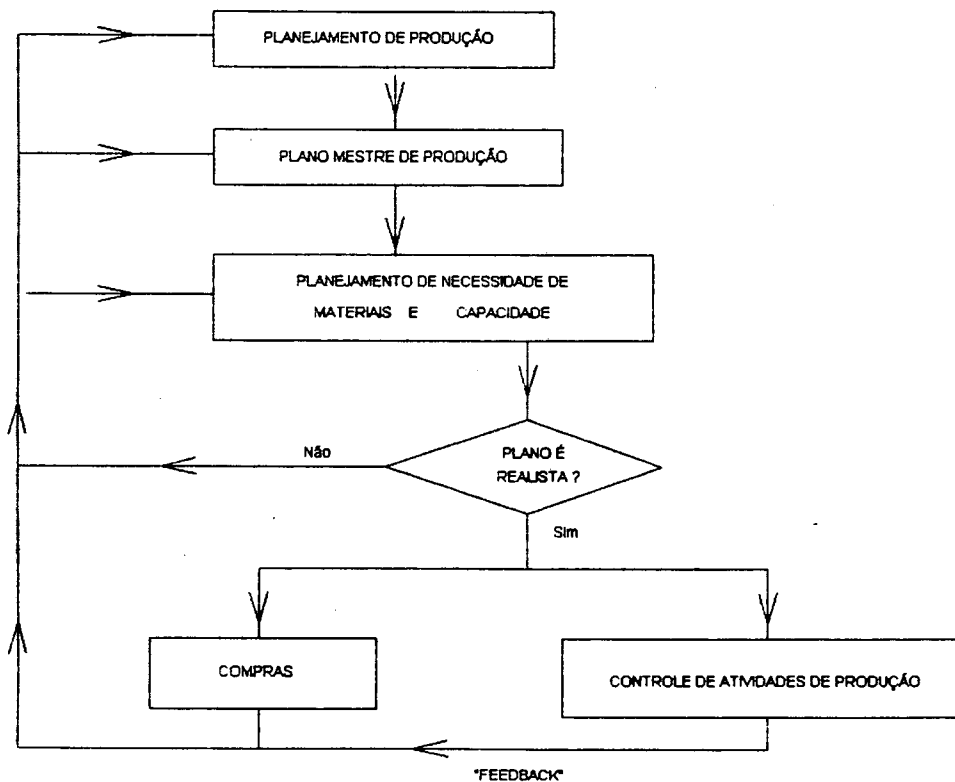 PLANEJAMENTO DE PRODUÇÃO
PLANO MESTRE DE PRODUÇÃO
PLANEJAMENTO DE NECESSIDADE DE
MATERIAIS E CAPACIDADE
Não
PLANO É
REALISTA ?
Sim
COMPRAS
CONTROLE DE ATIVIDADES DE PRODUÇÃO
"FEEDBACK"